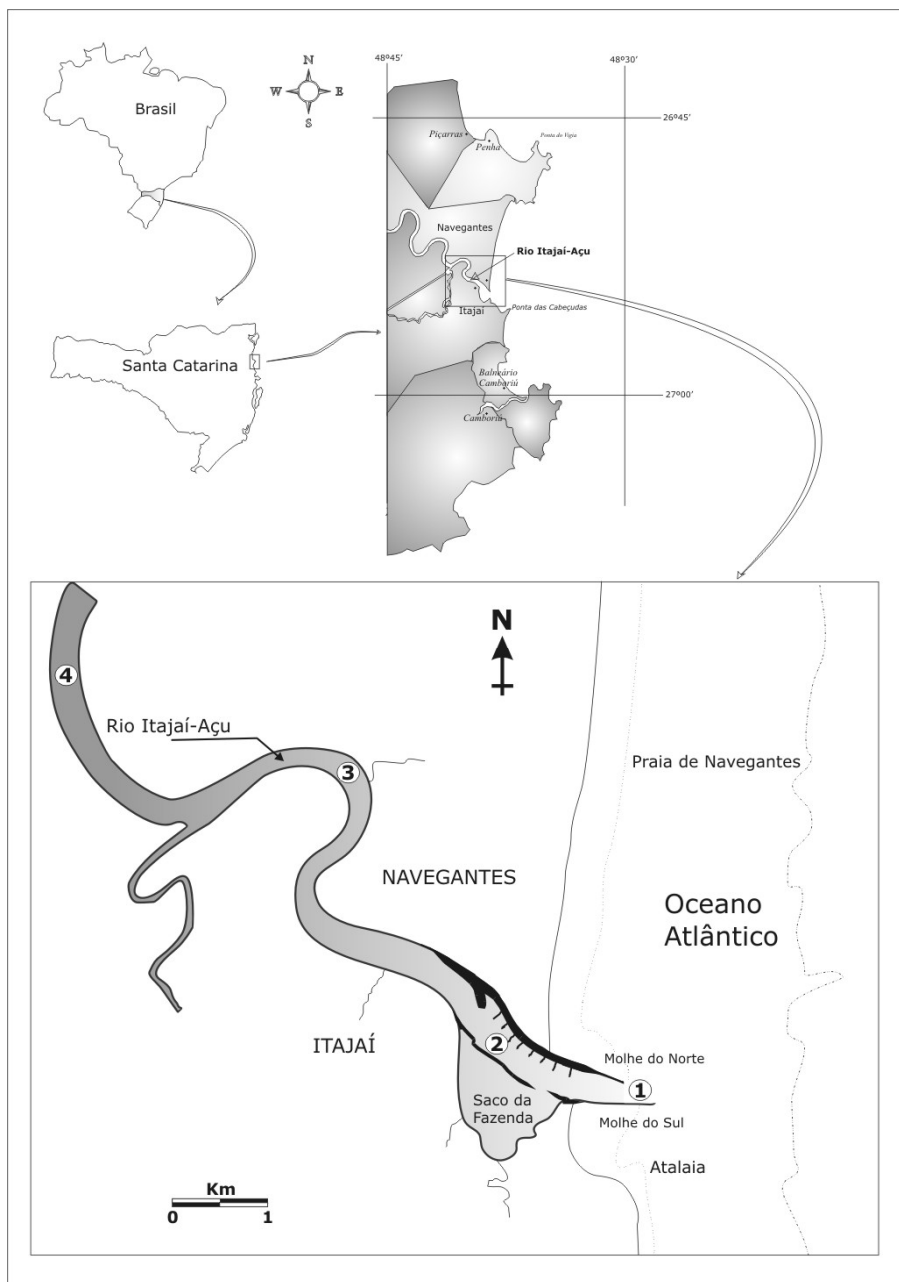 48º45'
48º30'
N
W
E
S
Brasil
26º45'
Piçarras
Penha
Ponta do Vigia
Navegantes
Rio Itajaí-Açu
Itajaí
Ponta das Cabeçudas
Santa Catarina
Balneário
Camboriú
27º00'
Camboriú
N
4
Rio Itajaí-Açu
3
Praia de Navegantes
NAVEGANTES
Oceano
Atlântico
ITAJAÍ
2
Molhe do Norte
1
Saco da
Fazenda
Molhe do Sul
Atalaia
Km
0
1